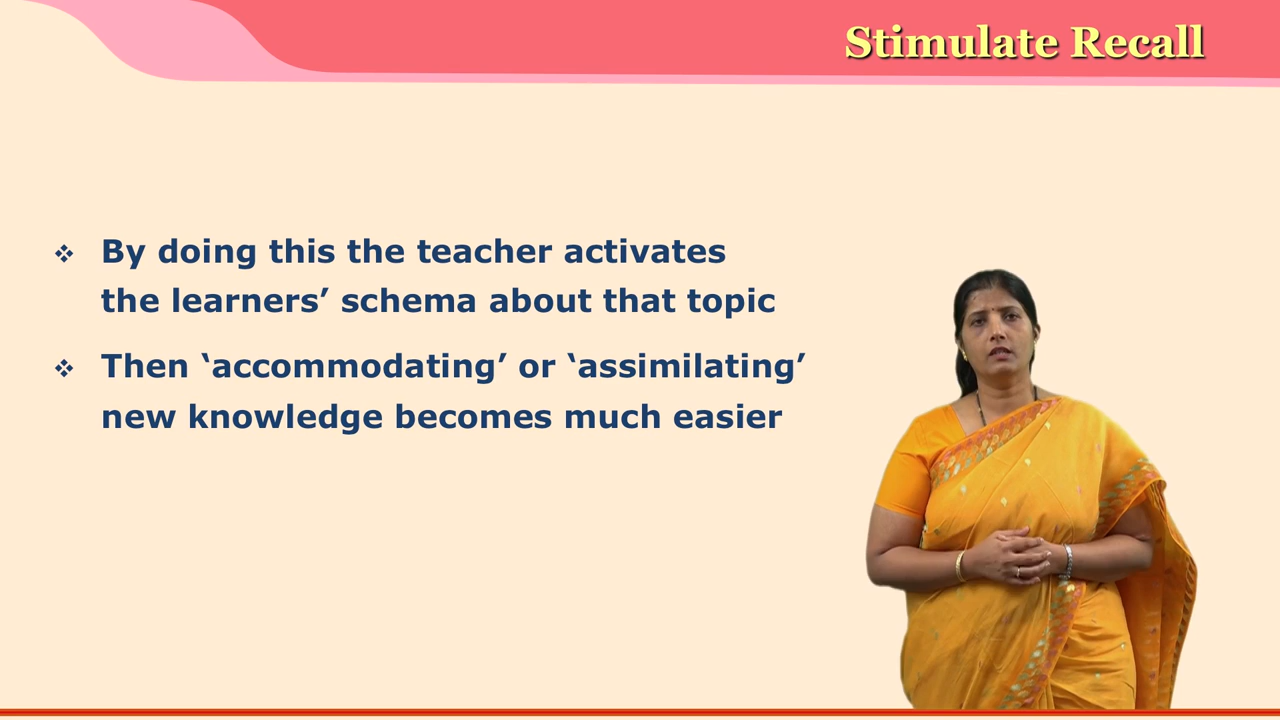 Stimulate Recall
By doing this the teacher activates
the learners’ schema about that topic
Then ‘accommodating’ or ‘assimilating’
new knowledge becomes much easier